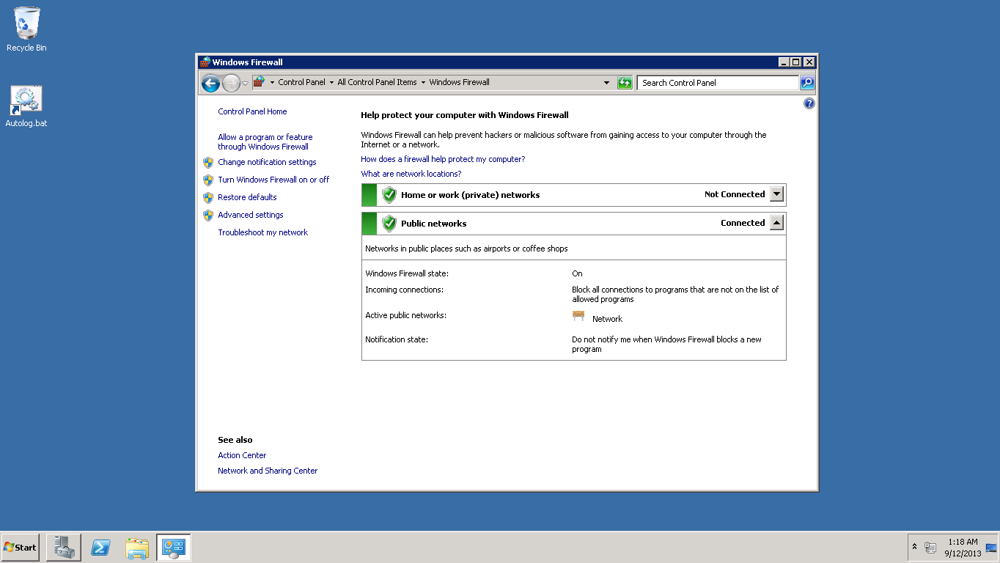 Recycle Bin
Autolog.bat
Windows Firewall
Control Panel
All Control Panel Items
Windows Firewall
Search Control Panel
Control Panel Home
Allow a program or feature
through Windows Firewall
Change notification settings
Turn Windows Firewall on or off
Restore defaults
Advanced settings
Troubleshoot my network
See also
Action Center
Network and Sharing Center
Help protect your computer with Windows Firewall
Windows Firewall can help prevent hackers or malicious software from gaining access to your computer through the
Internet or a network.
How does a firewall help protect my computer?
What are network locations?
Home or work (private) networks Not Connected
Public networks Connected
Networks in public places such as airports or coffee shops
Windows Firewall state: On
Incoming connections: Block all connections to programs that are not on the list of
allowed programs
Active public networks: Network
Notification state: Do not notify me when Windows Firewall blocks a new
program
Start
1:18 AM
9/12/2013